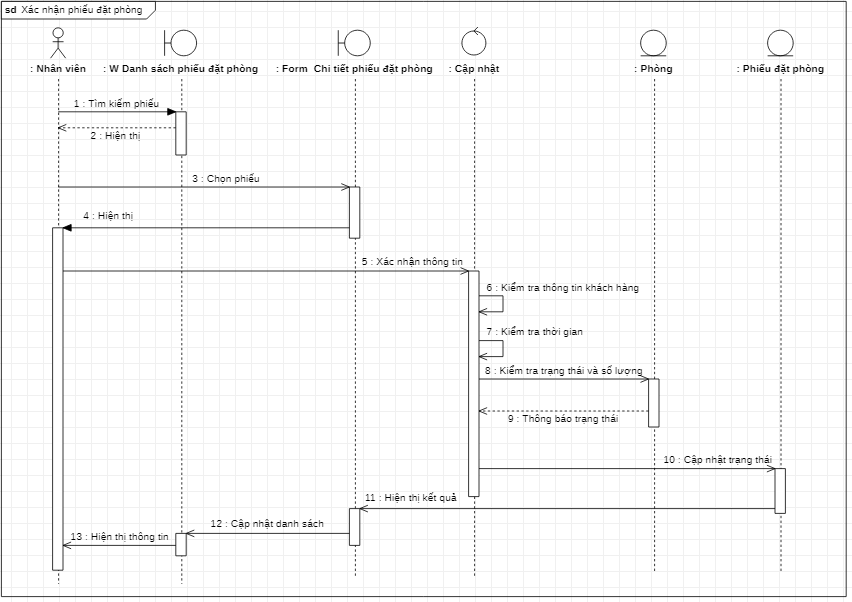 sd Xác nhận phiếu đặt phòng
: Nhân viên
: W Danh sách phiếu đặt phòng
: Form Chi tiết phiếu đặt phòng
: Cập nhật
: Phòng
: Phiếu đặt phòng
1 : Tìm kiếm phiếu
2 : Hiện thị
3 : Chọn phiếu
4 : Hiện thị
5 : Xác nhận thông tin
6 : Kiểm tra thông tin khách hàng
7 : Kiểm tra thời gian
8 : Kiểm tra trạng thái và số lượng
9 : Thông báo trạng thái
10 : Cập nhật trạng thái
11 : Hiện thị kết quả
12 : Cập nhật danh sách
13 : Hiện thị thông tin